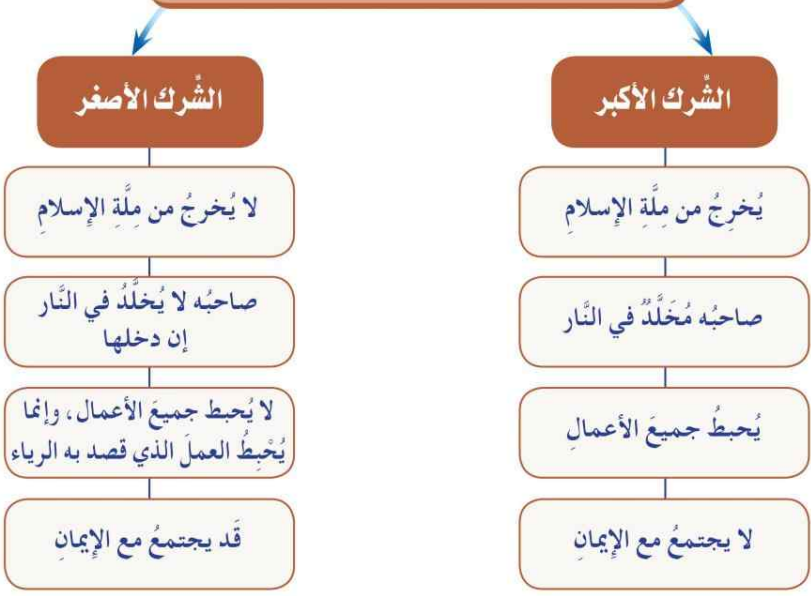 الشِّرك الأكبر
يُخرِجُ من مِلَّةِ الإسلامِ
صاحبُه مُخَلَّدٌ في النَّار
يُحبطُ جميعَ الأعمالِ
لا يجتمعُ مع الإيمانِ
الشِّرك الأصغر
لا يُخرجُ من مِلَّةِ الإسلامِ
صاحبُه لا يُخلَّدُ في النَّار
إن دخلها
لا يُحبط جميعَ الأعمال، وإنما
يُحْبِطُ العملَ الذي قصد به الرياء
قَد يجتمعُ مع الإيمانِ